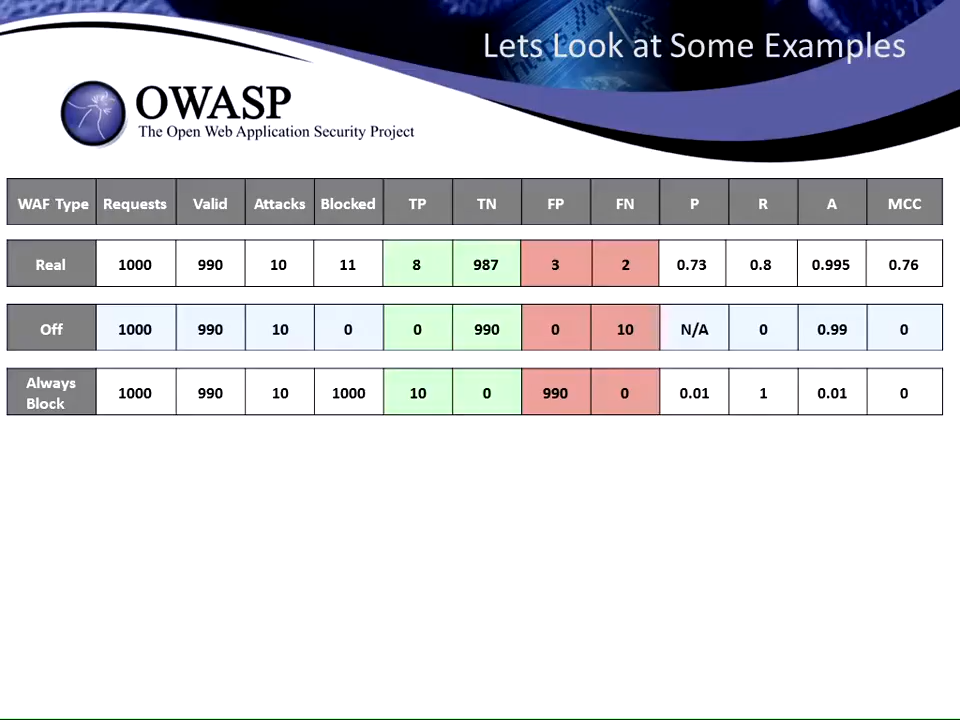 Lets Look at Some Examples
OWASP
The Open Web Application Security Project
WAF Type Requests Valid Attacks Blocked TP TN FP FN P R A MCC
Real 1000 990 10 11 8 987 3 2 0.73 0.8 0.995 0.76
Off 1000 990 10 0 0 990 0 10 N/A 0 0.99 0
Always
Block 1000 990 10 1000 10 0 990 0 0.01 1 0.01 0